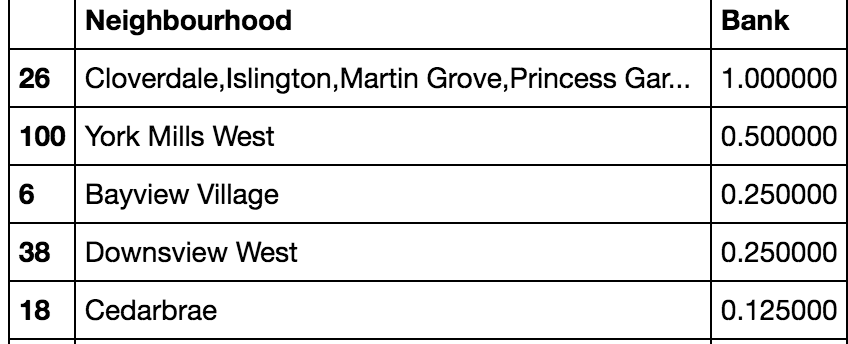 Neighbourhood Bank
26 Cloverdale,Islington,Martin Grove,Princess Gar... 1.000000
100 York Mills West 0.500000
6 Bayview Village 0.250000
38 Downsview West 0.250000
18 Cedarbrae 0.125000